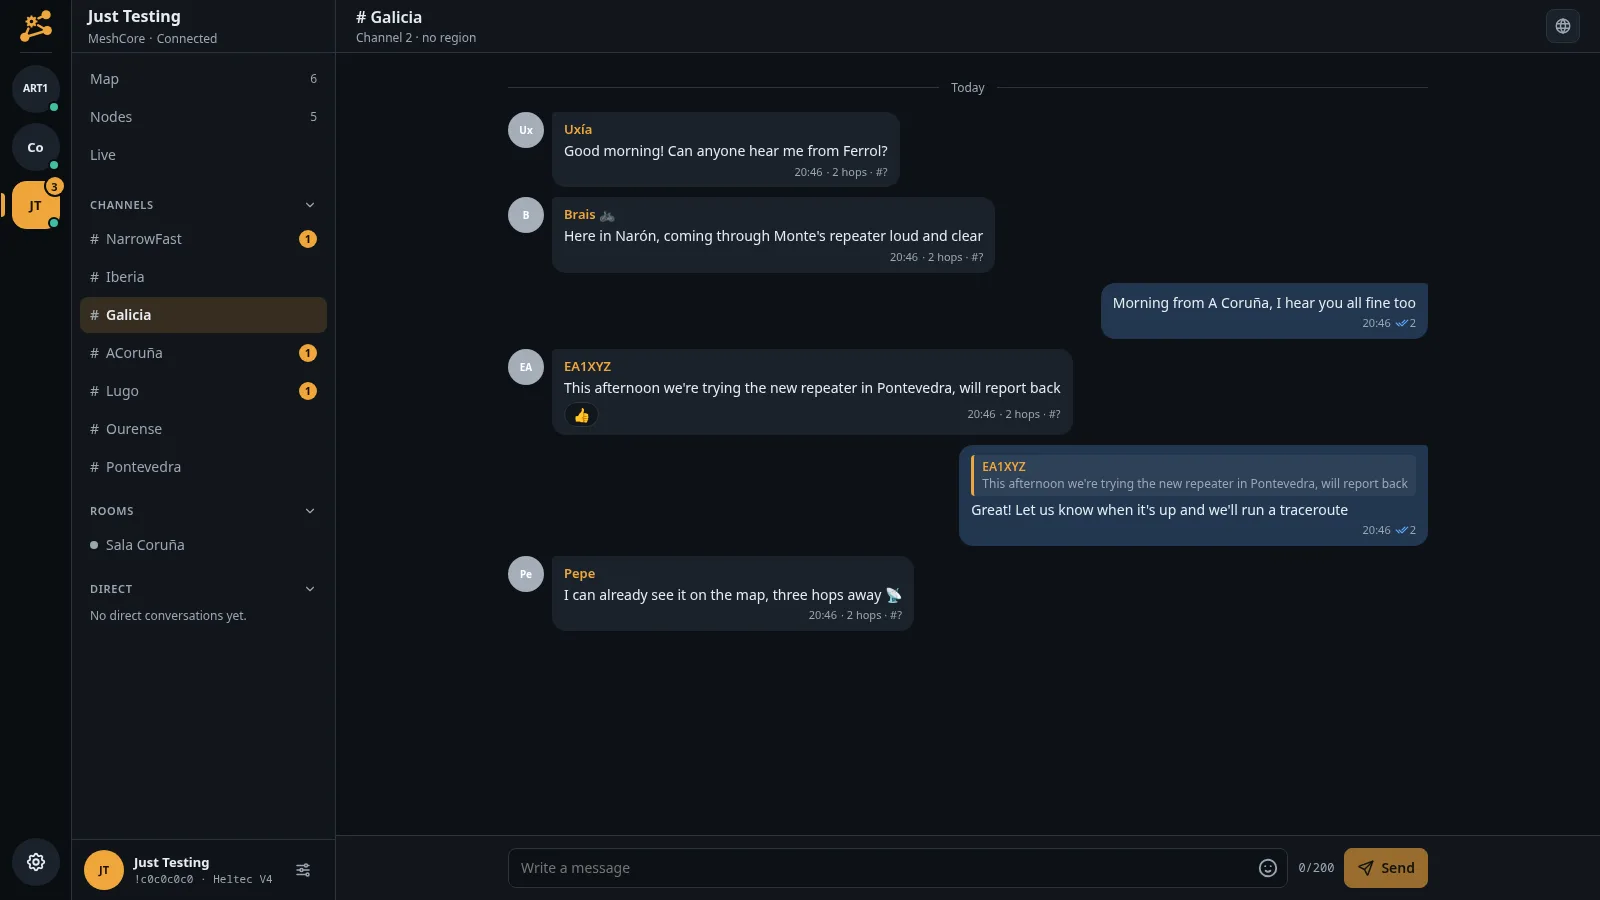 ART1
Co
3
JT
Just Testing
MeshCore · Connected
Map 6
Nodes 5
Live
CHANNELS
# NarrowFast 1
# Iberia
# Galicia
# ACoruña 1
# Lugo 1
# Ourense
# Pontevedra
ROOMS
Sala Coruña
DIRECT
No direct conversations yet.
JT
Just Testing
!c0c0c0c0 · Heltec V4
# Galicia
Channel 2 · no region
Today
Ux
Uxía
Good morning! Can anyone hear me from Ferrol?
20:46 · 2 hops · #?
B
Brais 🚲
Here in Narón, coming through Monte's repeater loud and clear
20:46 · 2 hops · #?
Morning from A Coruña, I hear you all fine too
20:46 2
EA
EA1XYZ
This afternoon we're trying the new repeater in Pontevedra, will report back
👍 20:46 · 2 hops · #?
EA1XYZ
This afternoon we're trying the new repeater in Pontevedra, will report back
Great! Let us know when it's up and we'll run a traceroute
20:46 2
Pe
Pepe
I can already see it on the map, three hops away 📡
20:46 · 2 hops · #?
Write a message 0/200 Send